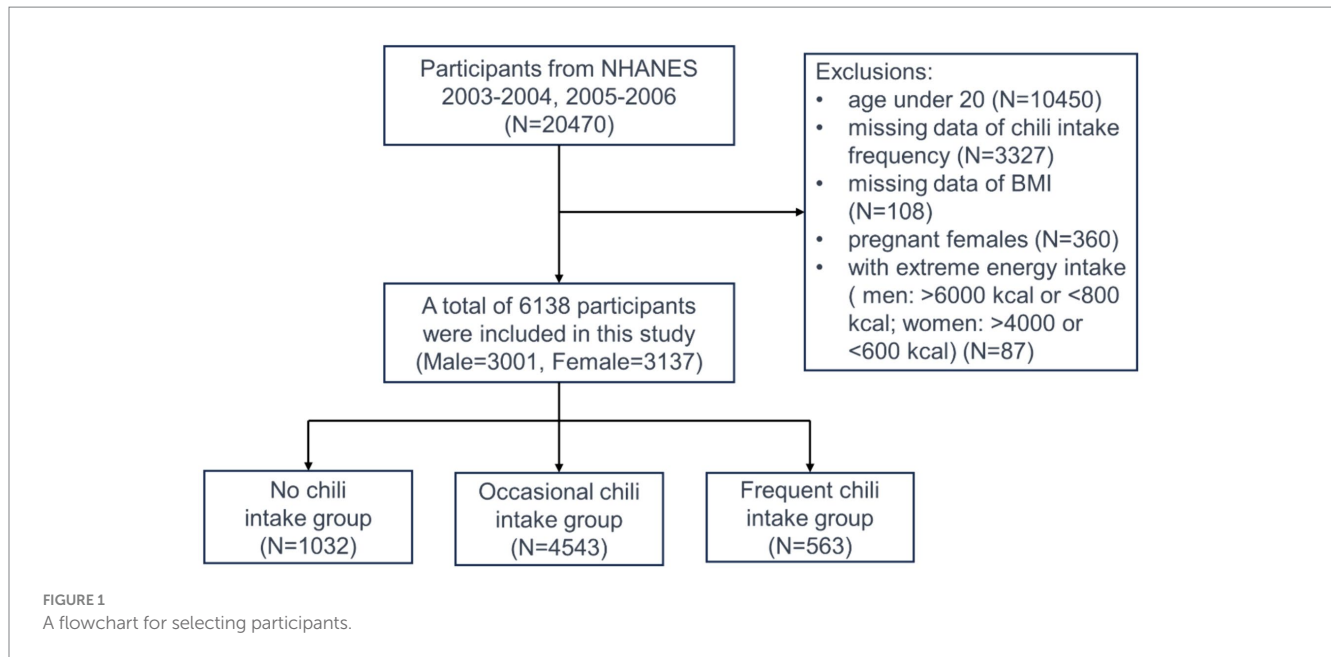 Participants from NHANES
2003-2004, 2005-2006
(N=20470)
Exclusions:
• age under 20 (N=10450)
• missing data of chili intake
frequency (N=3327)
• missing data of BMI
(N=108)
• pregnant females (N=360)
• with extreme energy intake
( men: >6000 kcal or <800
kcal; women: >4000 or
<600 kcal) (N=87)
A total of 6138 participants
were included in this study
(Male=3001, Female=3137)
No chili
intake group
(N=1032)
Occasional chili
intake group
(N=4543)
Frequent chili
intake group
(N=563)
FIGURE 1
A flowchart for selecting participants.